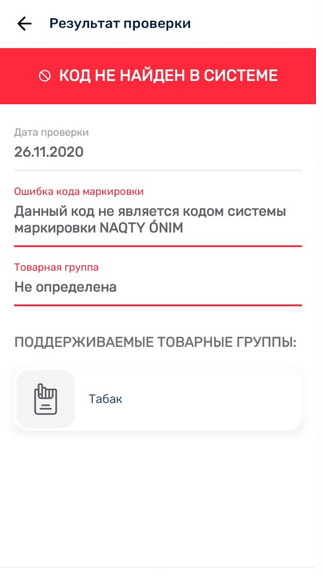 Результат проверки
КОД НЕ НАЙДЕН В СИСТЕМЕ
Дата проверки
26.11.2020
Ошибка кода маркировки
Данный код не является кодом системы
маркировки NAQTY ÓNIM
Товарная группа
Не определена
ПОДДЕРЖИВАЕМЫЕ ТОВАРНЫЕ ГРУППЫ:
Табак